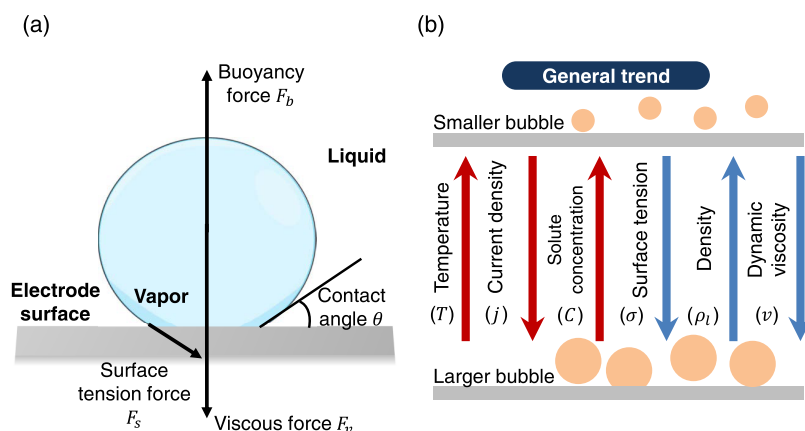 (a)
Buoyancy
force F_b
Liquid
Electrode
surface
Vapor
Contact
angle θ
Surface
tension force
F_s
Viscous force F_v
(b)
General trend
Smaller bubble
Temperature
(T)
Current density
(j)
Solute
concentration
(C)
Surface tension
(σ)
Density
(ρ_l)
Dynamic
viscosity
(v)
Larger bubble